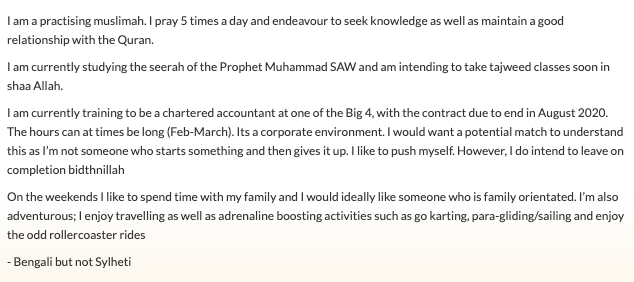 I am a practising muslimah. I pray 5 times a day and endeavour to seek knowledge as well as maintain a good
relationship with the Quran.
I am currently studying the seerah of the Prophet Muhammad SAW and am intending to take tajweed classes soon in
shaa Allah.
I am currently training to be a chartered accountant at one of the Big 4, with the contract due to end in August 2020.
The hours can at times be long (Feb-March). Its a corporate environment. I would want a potential match to understand
this as I'm not someone who starts something and then gives it up. I like to push myself. However, I do intend to leave on
completion bidthnillah
On the weekends I like to spend time with my family and I would ideally like someone who is family orientated. I'm also
adventurous; I enjoy travelling as well as adrenaline boosting activities such as go karting, para-gliding/sailing and enjoy
the odd rollercoaster rides
- Bengali but not Sylheti